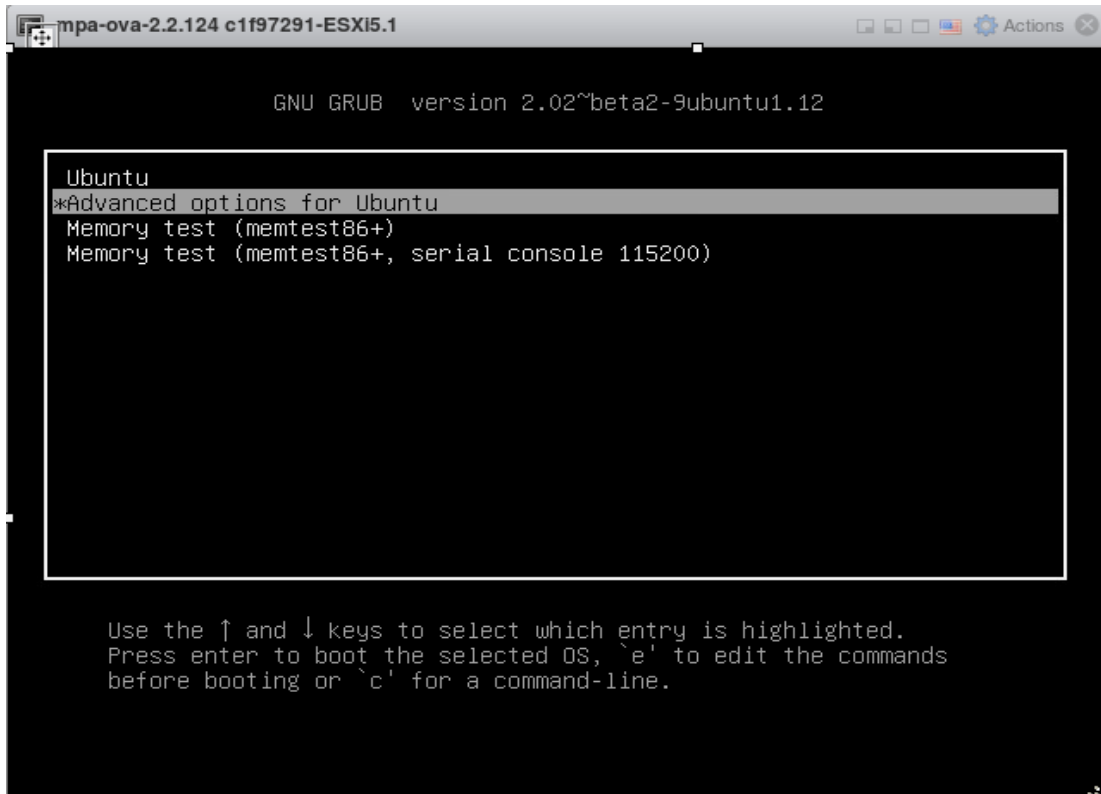 mpa-ova-2.2.124 c1f97291-ESXi5.1
Actions
GNU GRUB  version 2.02~beta2-9ubuntu1.12
Ubuntu
*Advanced options for Ubuntu
Memory test (memtest86+)
Memory test (memtest86+, serial console 115200)
Use the ↑ and ↓ keys to select which entry is highlighted.
Press enter to boot the selected OS, `e' to edit the commands
before booting or `c' for a command-line.